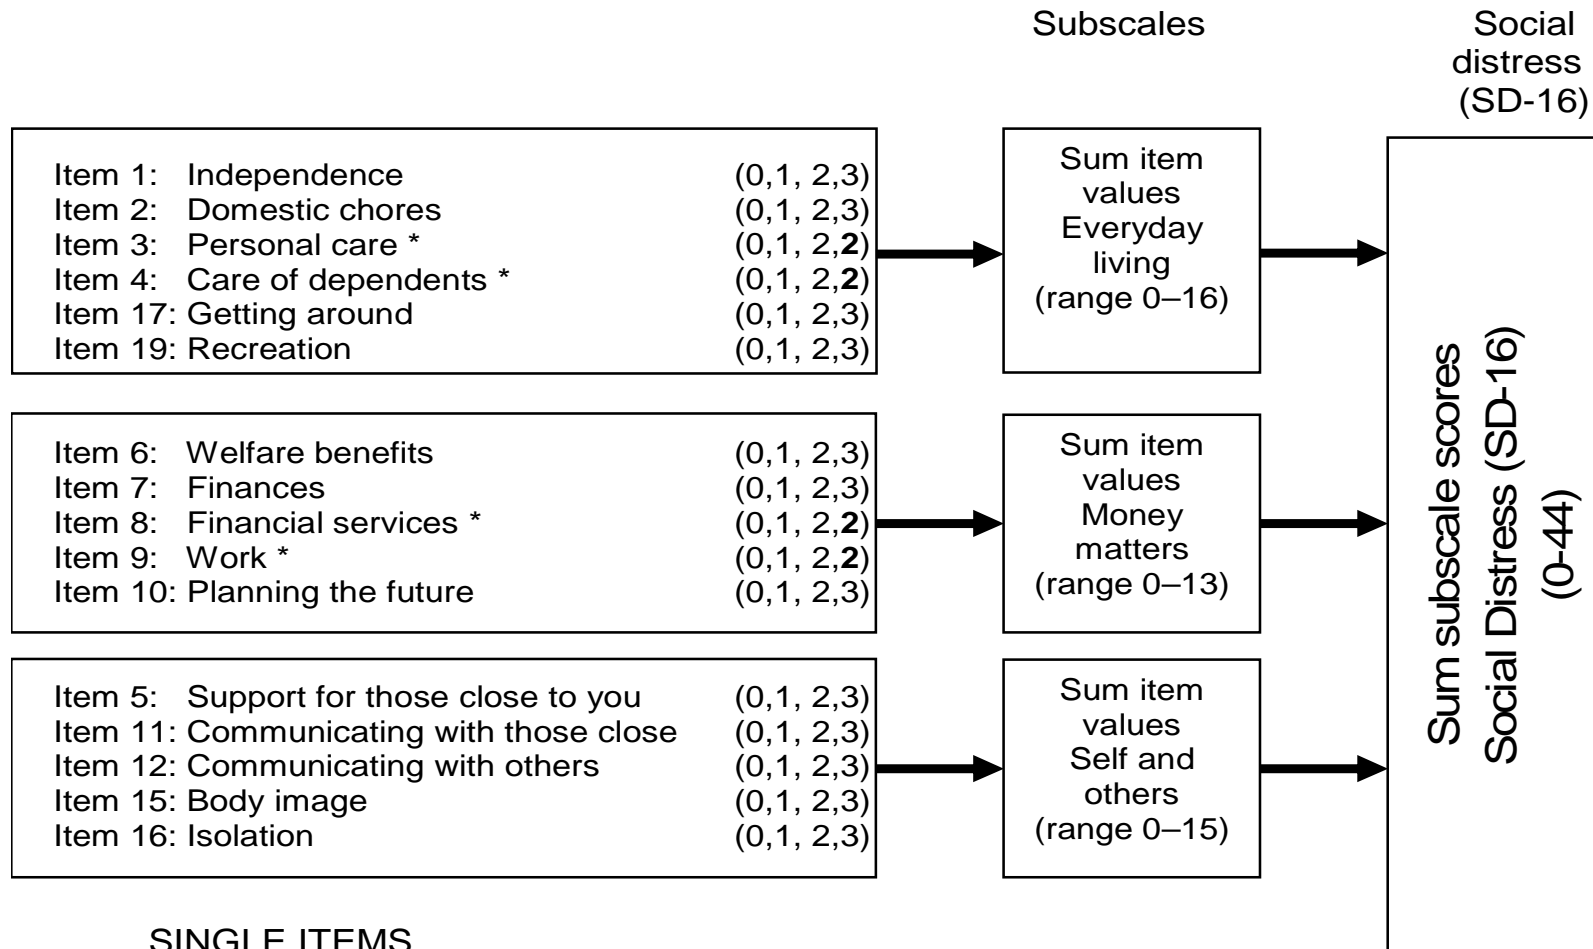 Subscales
Social
distress
(SD-16)
Item 1: Independence (0,1, 2,3)
Item 2: Domestic chores (0,1, 2,3)
Item 3: Personal care * (0,1, 2,2)
Item 4: Care of dependents * (0,1, 2,2)
Item 17: Getting around (0,1, 2,3)
Item 19: Recreation (0,1, 2,3)
Sum item
values
Everyday
living
(range 0–16)
Item 6: Welfare benefits (0,1, 2,3)
Item 7: Finances (0,1, 2,3)
Item 8: Financial services * (0,1, 2,2)
Item 9: Work * (0,1, 2,2)
Item 10: Planning the future (0,1, 2,3)
Sum item
values
Money
matters
(range 0–13)
Item 5: Support for those close to you (0,1, 2,3)
Item 11: Communicating with those close (0,1, 2,3)
Item 12: Communicating with others (0,1, 2,3)
Item 15: Body image (0,1, 2,3)
Item 16: Isolation (0,1, 2,3)
Sum item
values
Self and
others
(range 0–15)
Sum subscale scores
Social Distress (SD-16)
(0-44)
SINGLE ITEMS